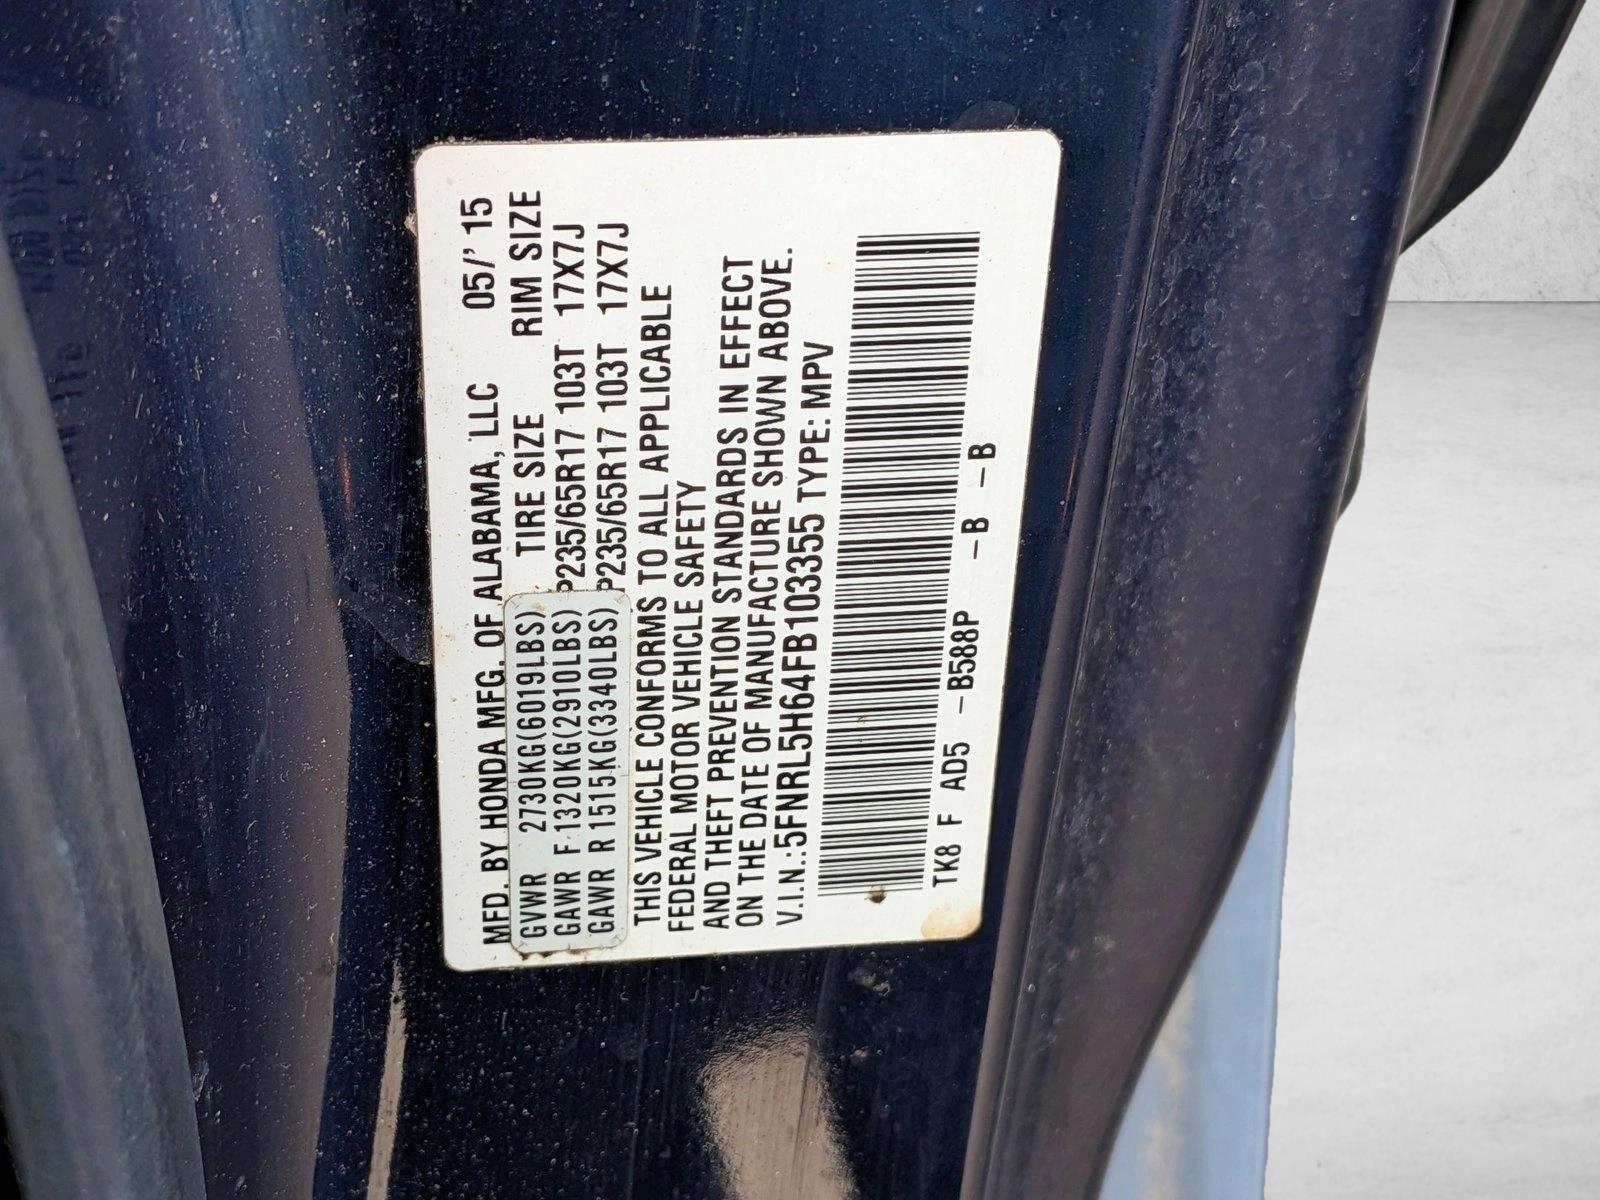 MFD. BY HONDA MFG. OF ALABAMA, LLC 05/' 15
TIRE SIZE RIM SIZE
GVWR 2730KG(6019LBS)
GAWR F 1320KG(2910LBS) P235/65R17 103T 17X7J
GAWR R 1515KG(3340LBS) P235/65R17 103T 17X7J
THIS VEHICLE CONFORMS TO ALL APPLICABLE
FEDERAL MOTOR VEHICLE SAFETY
AND THEFT PREVENTION STANDARDS IN EFFECT
ON THE DATE OF MANUFACTURE SHOWN ABOVE.
V.I.N.:5FNRL5H64FB103355 TYPE: MPV
TK8 F AD5 –B588P –B –B